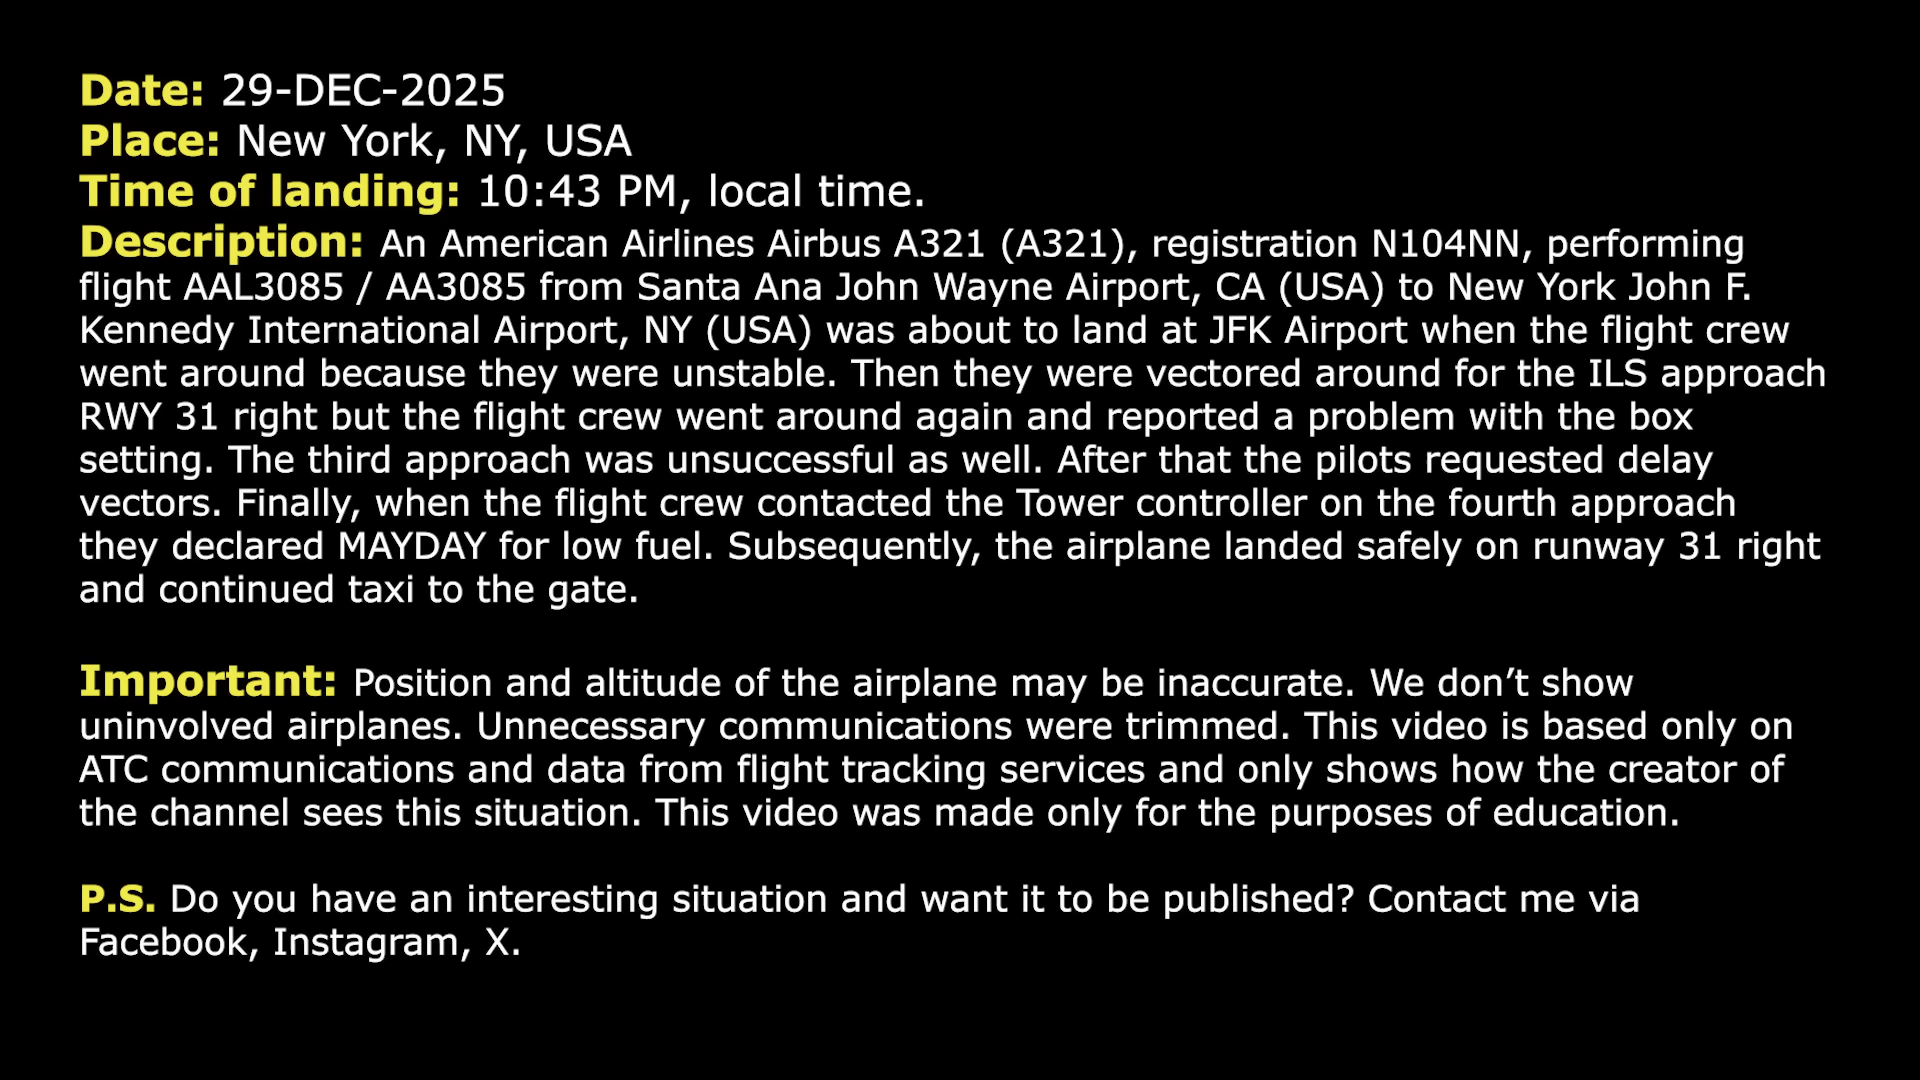 Date: 29-DEC-2025
Place: New York, NY, USA
Time of landing: 10:43 PM, local time.
Description: An American Airlines Airbus A321 (A321), registration N104NN, performing
flight AAL3085 / AA3085 from Santa Ana John Wayne Airport, CA (USA) to New York John F.
Kennedy International Airport, NY (USA) was about to land at JFK Airport when the flight crew
went around because they were unstable. Then they were vectored around for the ILS approach
RWY 31 right but the flight crew went around again and reported a problem with the box
setting. The third approach was unsuccessful as well. After that the pilots requested delay
vectors. Finally, when the flight crew contacted the Tower controller on the fourth approach
they declared MAYDAY for low fuel. Subsequently, the airplane landed safely on runway 31 right
and continued taxi to the gate.
Important: Position and altitude of the airplane may be inaccurate. We don’t show
uninvolved airplanes. Unnecessary communications were trimmed. This video is based only on
ATC communications and data from flight tracking services and only shows how the creator of
the channel sees this situation. This video was made only for the purposes of education.
P.S. Do you have an interesting situation and want it to be published? Contact me via
Facebook, Instagram, X.